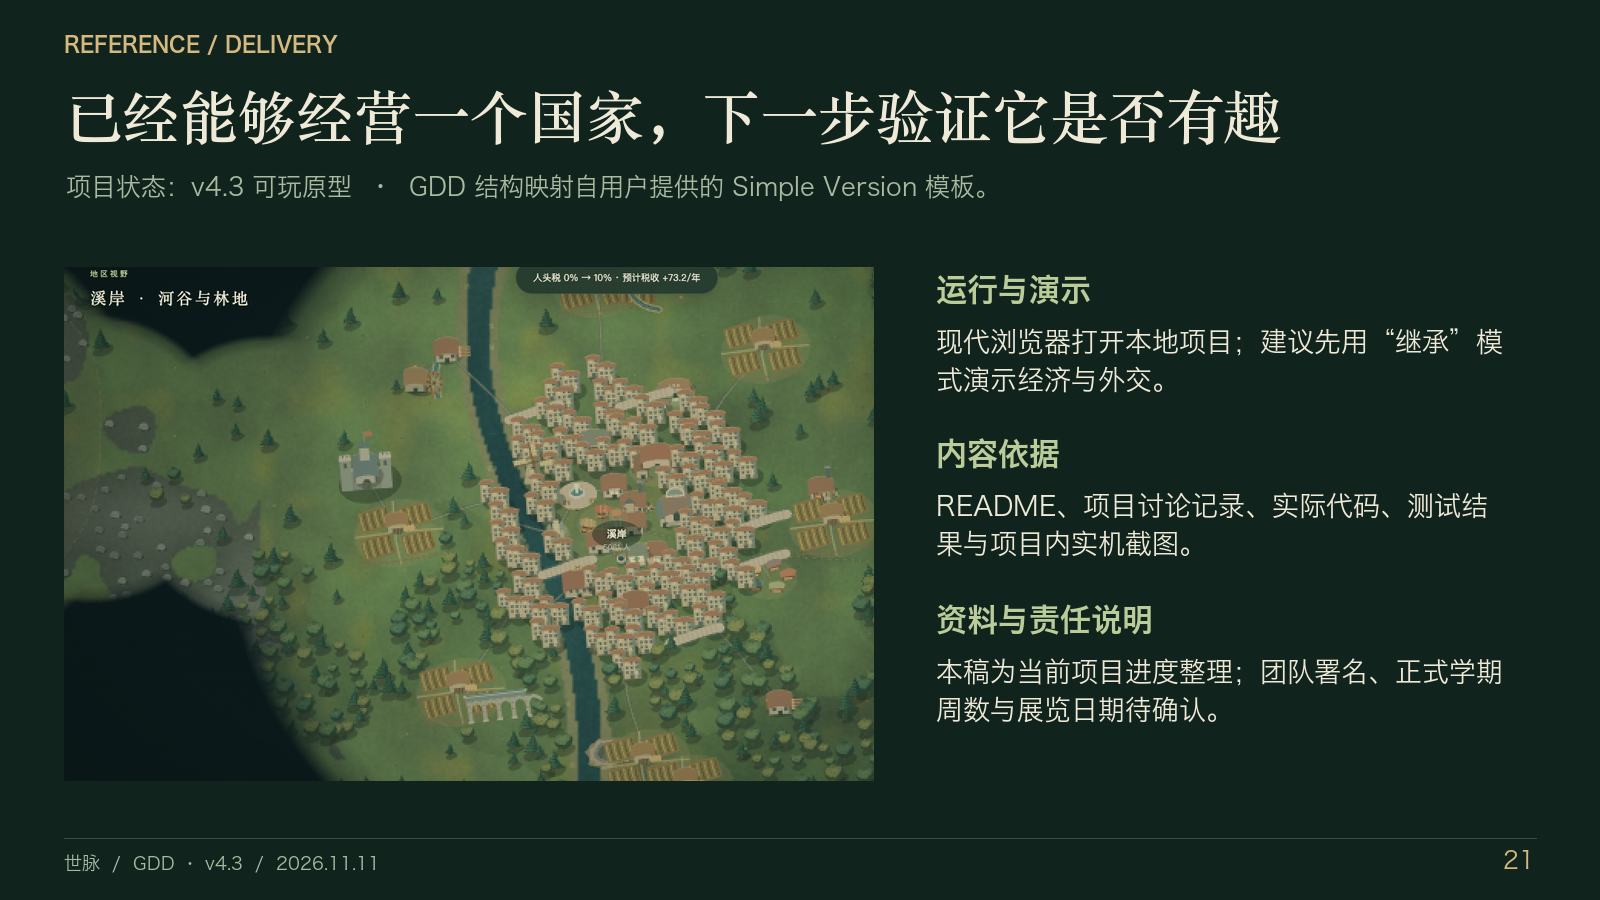 REFERENCE / DELIVERY
已经能够经营一个国家，下一步验证它是否有趣
项目状态：v4.3 可玩原型 · GDD 结构映射自用户提供的 Simple Version 模板。
地区视野
溪岸 · 河谷与林地
人头税 0% → 10% · 预计税收 +73.2/年
溪岸
运行与演示
现代浏览器打开本地项目；建议先用“继承”模
式演示经济与外交。
内容依据
README、项目讨论记录、实际代码、测试结
果与项目内实机截图。
资料与责任说明
本稿为当前项目进度整理；团队署名、正式学期
周数与展览日期待确认。
世脉 / GDD · v4.3 / 2026.11.11
21